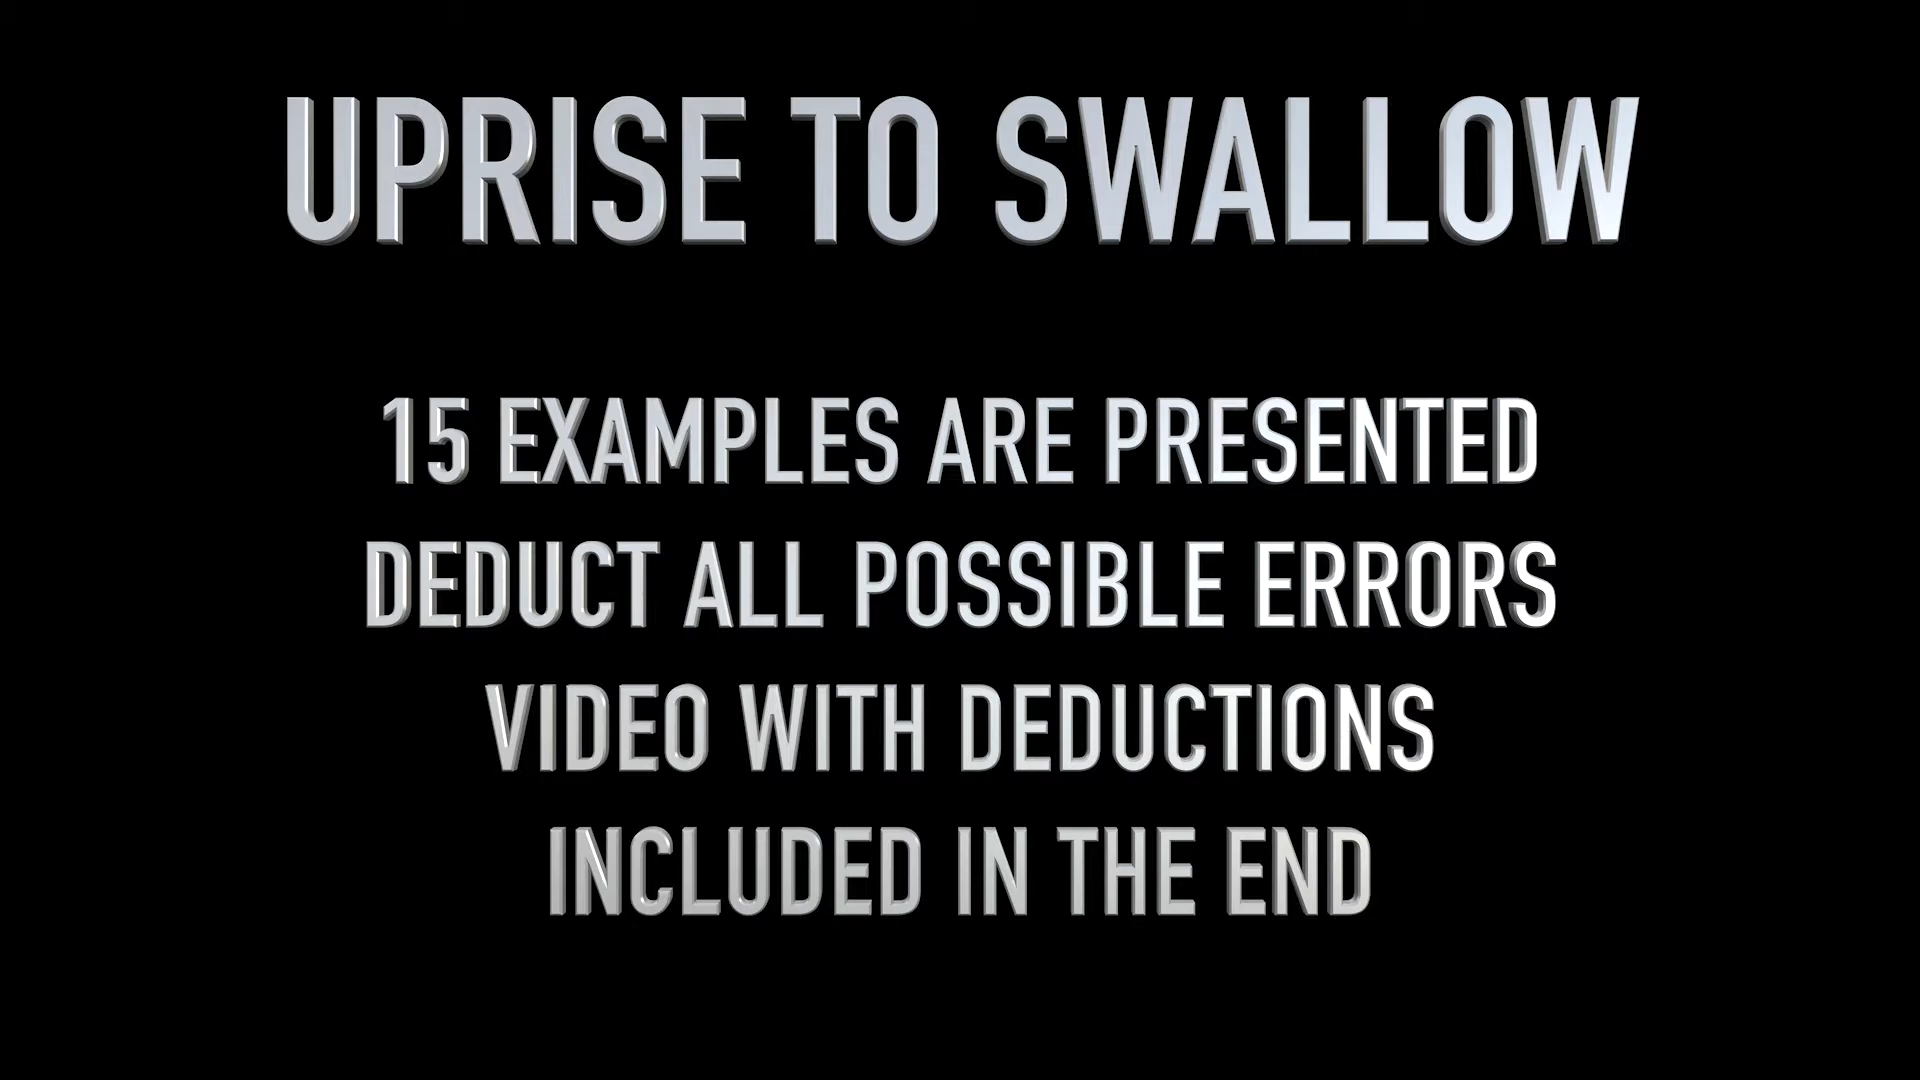 UPRISE TO SWALLOW
15 EXAMPLES ARE PRESENTED
DEDUCT ALL POSSIBLE ERRORS
VIDEO WITH DEDUCTIONS
INCLUDED IN THE END